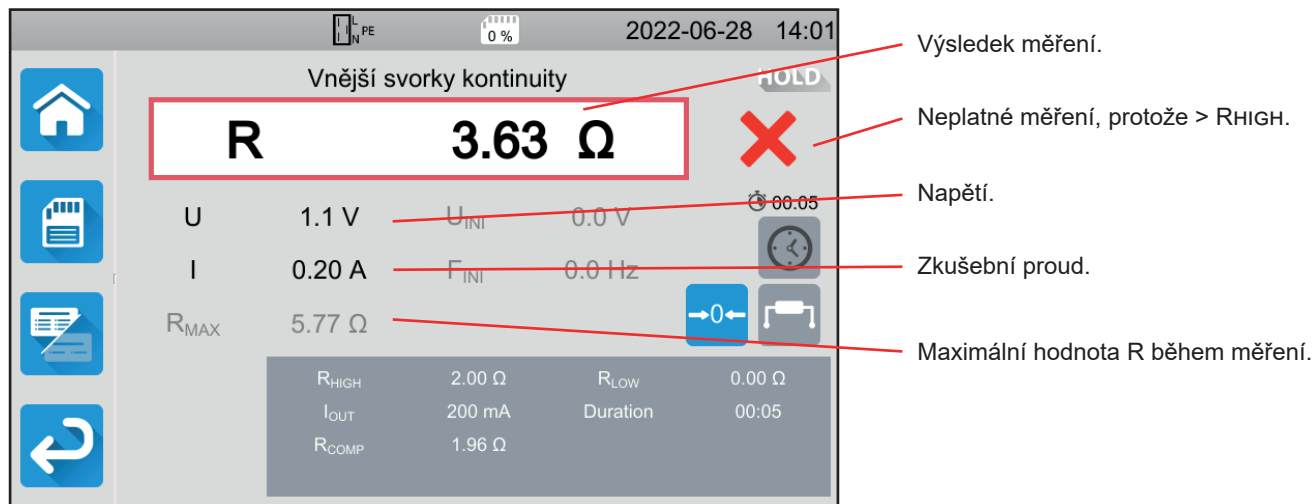 L
N PE
0 %
2022-06-28 14:01
Vnější svorky kontinuity
HOLD
R 3.63 Ω
00:05
U 1.1 V UINI 0.0 V
I 0.20 A FINI 0.0 Hz
→0←
RMAX 5.77 Ω
RHIGH 2.00 Ω RLOW 0.00 Ω
IOUT 200 mA Duration 00:05
RCOMP 1.96 Ω
Výsledek měření.
Neplatné měření, protože > RHIGH.
Napětí.
Zkušební proud.
Maximální hodnota R během měření.